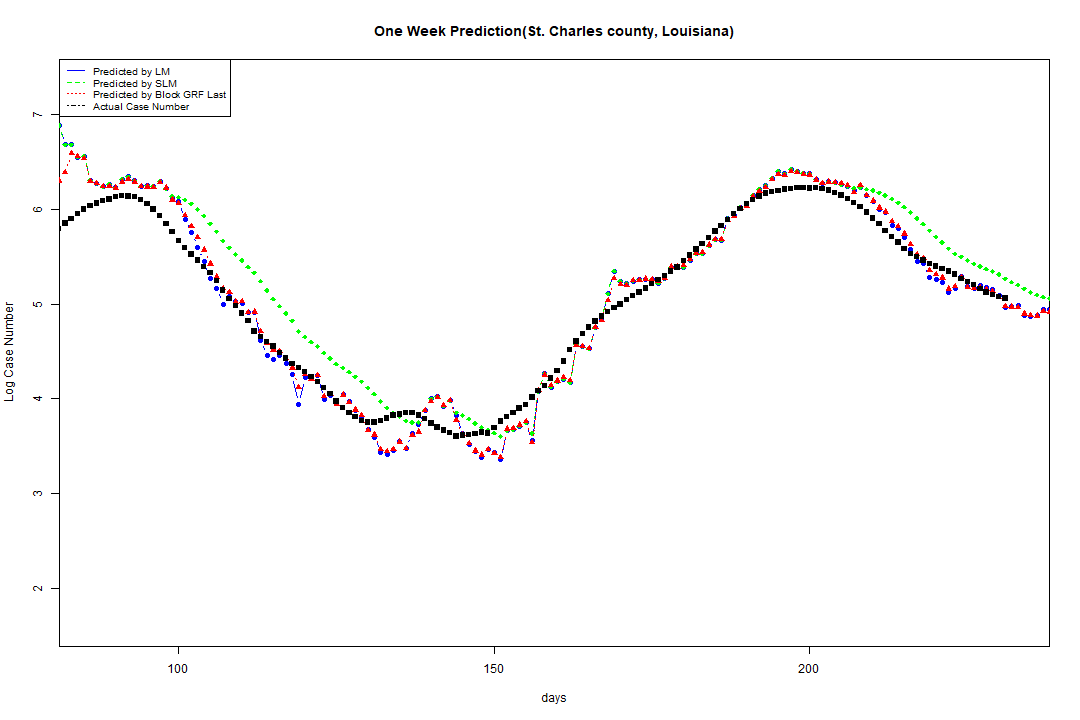 One Week Prediction(St. Charles county, Louisiana)
Predicted by LM
Predicted by SLM
Predicted by Block GRF Last
Actual Case Number
7
6
5
4
3
2
Log Case Number
100 150 200
days